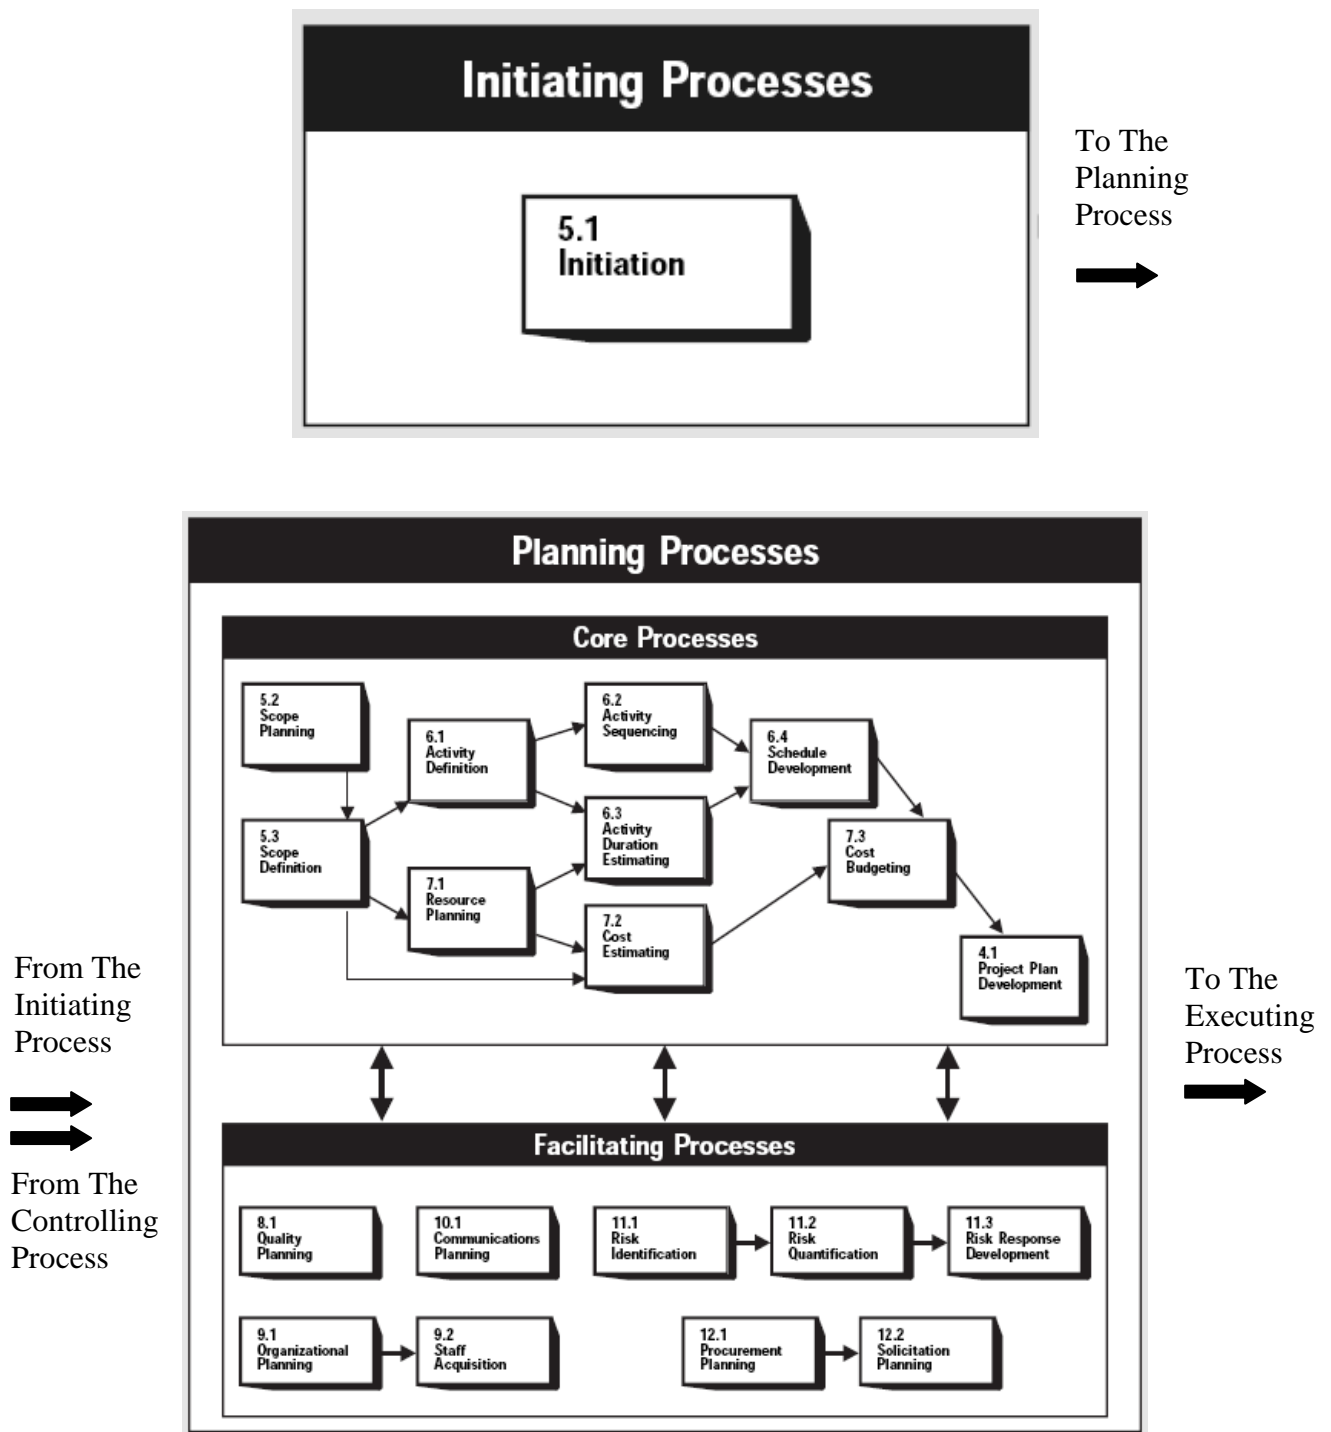 Initiating Processes
5.1
Initiation
To The
Planning
Process
Planning Processes
Core Processes
5.2
Scope
Planning
5.3
Scope
Definition
6.1
Activity
Definition
7.1
Resource
Planning
6.2
Activity
Sequencing
6.3
Activity
Duration
Estimating
7.2
Cost
Estimating
6.4
Schedule
Development
7.3
Cost
Budgeting
4.1
Project Plan
Development
From The
Initiating
Process
From The
Controlling
Process
To The
Executing
Process
Facilitating Processes
8.1
Quality
Planning
10.1
Communications
Planning
11.1
Risk
Identification
11.2
Risk
Quantification
11.3
Risk Response
Development
9.1
Organizational
Planning
9.2
Staff
Acquisition
12.1
Procurement
Planning
12.2
Solicitation
Planning